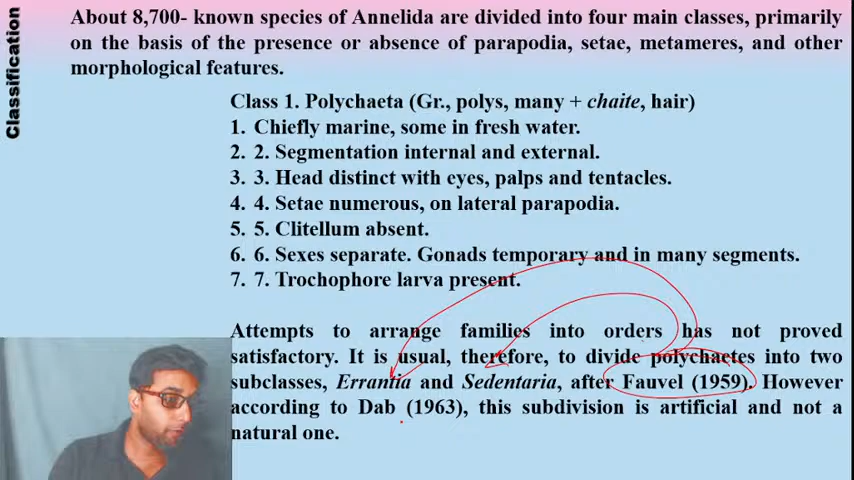 Classification
About 8,700- known species of Annelida are divided into four main classes, primarily
on the basis of the presence or absence of parapodia, setae, metameres, and other
morphological features.
Class 1. Polychaeta (Gr., polys, many + chaite, hair)
1. Chiefly marine, some in fresh water.
2. 2. Segmentation internal and external.
3. 3. Head distinct with eyes, palps and tentacles.
4. 4. Setae numerous, on lateral parapodia.
5. 5. Clitellum absent.
6. 6. Sexes separate. Gonads temporary and in many segments.
7. 7. Trochophore larva present.
Attempts to arrange families into orders has not proved
satisfactory. It is usual, therefore, to divide polychaetes into two
subclasses, Errantia and Sedentaria, after Fauvel (1959). However
according to Dab (1963), this subdivision is artificial and not a
natural one.